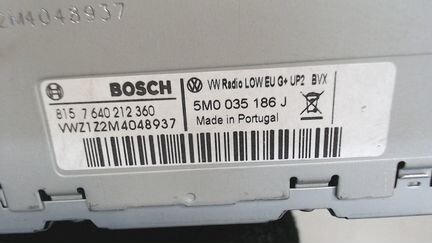 2M4048937
BOSCH
VW Radio LOW EU G+ UP2 BVX
815 7 640 212 360
5M0 035 186 J
VWZ1Z2M4048937
Made in Portugal